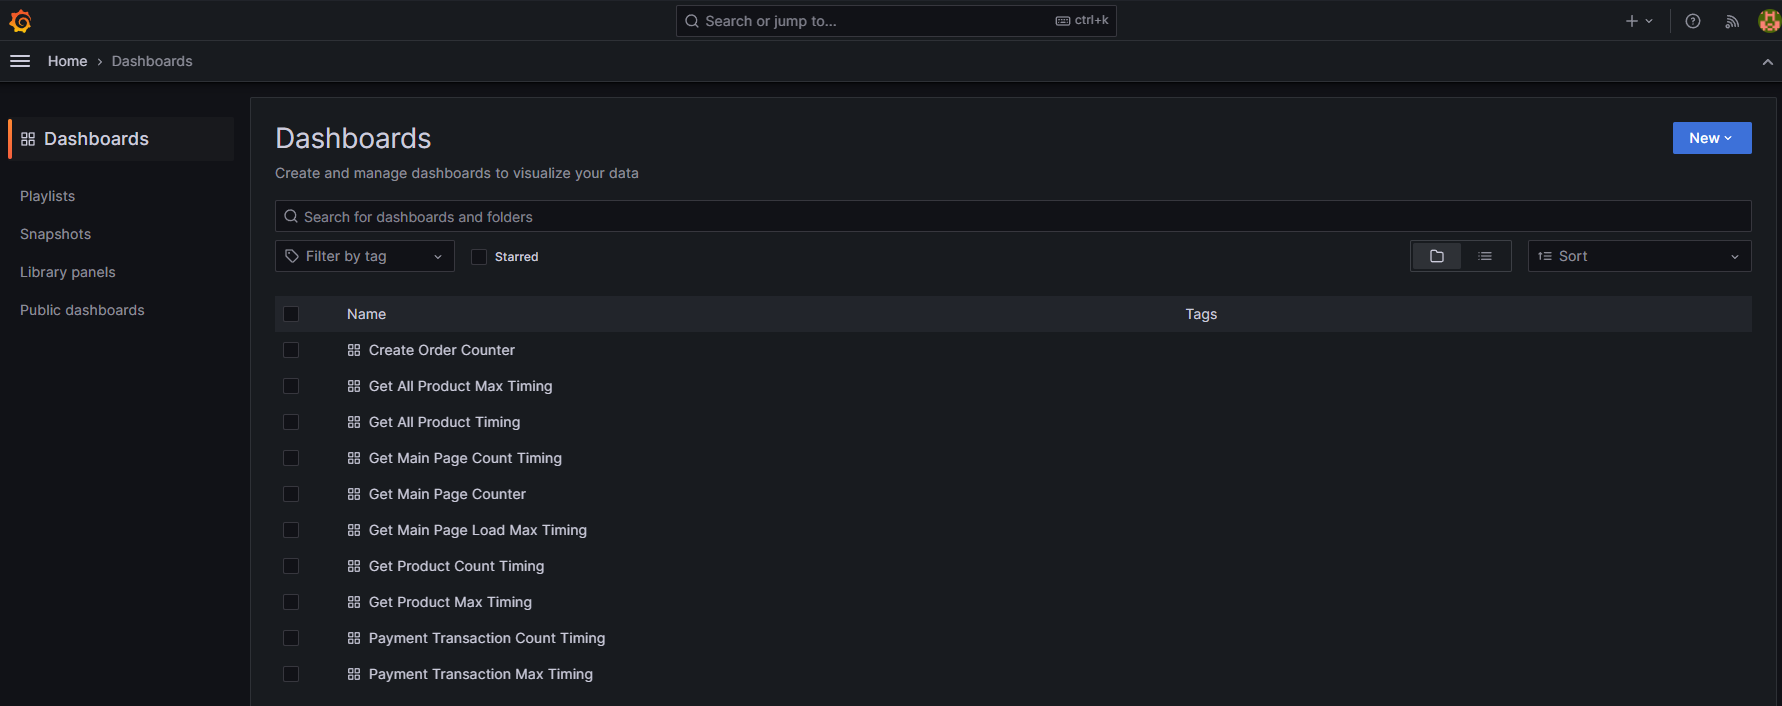 Search or jump to...
ctrl+k
Home › Dashboards
Dashboards
Playlists
Snapshots
Library panels
Public dashboards
Dashboards
New
Create and manage dashboards to visualize your data
Search for dashboards and folders
Filter by tag
Starred
Sort
Name
Tags
Create Order Counter
Get All Product Max Timing
Get All Product Timing
Get Main Page Count Timing
Get Main Page Counter
Get Main Page Load Max Timing
Get Product Count Timing
Get Product Max Timing
Payment Transaction Count Timing
Payment Transaction Max Timing